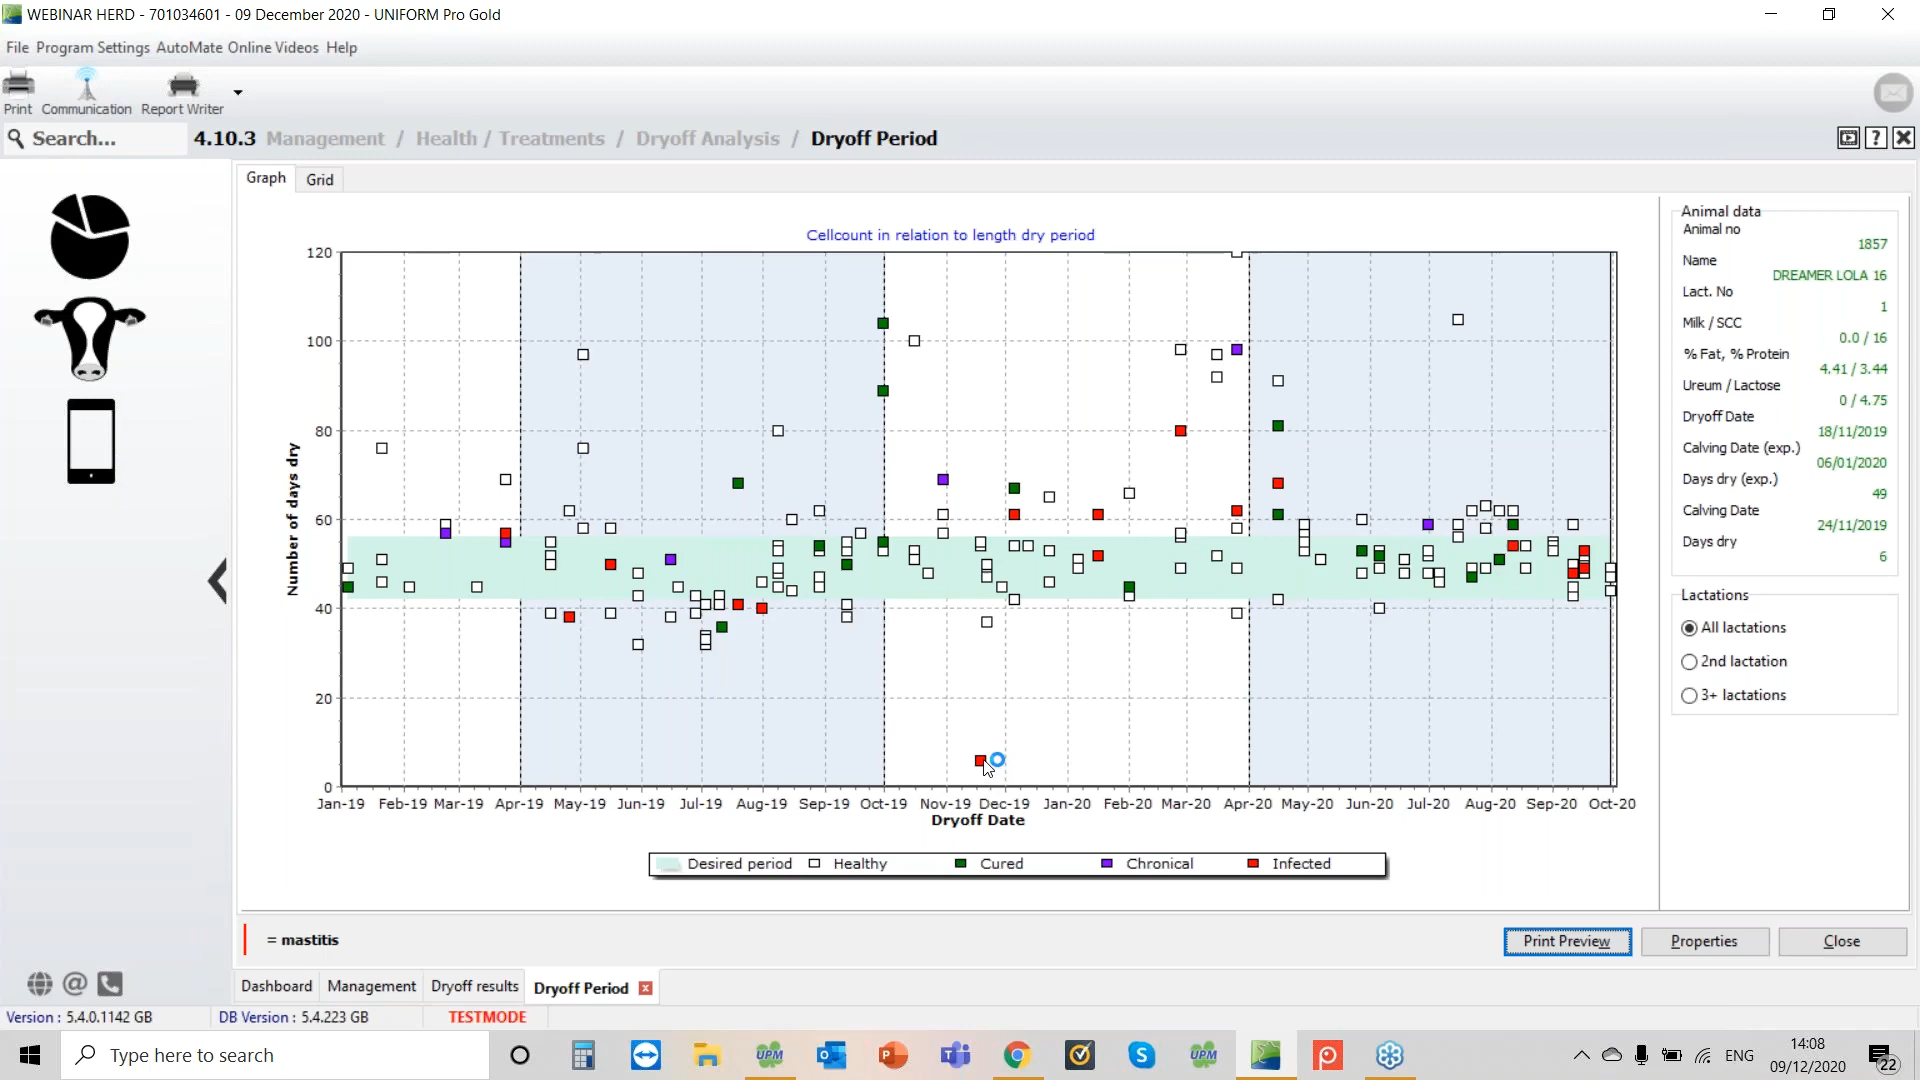 WEBINAR HERD - 701034601 - 09 December 2020 - UNIFORM Pro Gold
File Program Settings AutoMate Online Videos Help
Print Communication Report Writer
Search... 4.10.3 Management / Health / Treatments / Dryoff Analysis / Dryoff Period
Graph Grid
Cellcount in relation to length dry period
120
100
80
60
40
20
0
Number of days dry
Jan-19 Feb-19 Mar-19 Apr-19 May-19 Jun-19 Jul-19 Aug-19 Sep-19 Oct-19 Nov-19 Dec-19 Jan-20 Feb-20 Mar-20 Apr-20 May-20 Jun-20 Jul-20 Aug-20 Sep-20 Oct-20
Dryoff Date
Desired period Healthy Cured Chronical Infected
Animal data
Animal no
1857
Name
DREAMER LOLA 16
Lact. No
1
Milk / SCC
0.0 / 16
% Fat, % Protein
4.41 / 3.44
Ureum / Lactose
0 / 4.75
Dryoff Date
18/11/2019
Calving Date (exp.)
06/01/2020
Days dry (exp.)
49
Calving Date
24/11/2019
Days dry
6
Lactations
All lactations
2nd lactation
3+ lactations
= mastitis
Print Preview Properties Close
Dashboard Management Dryoff results Dryoff Period
Version : 5.4.0.1142 GB DB Version : 5.4.223 GB TESTMODE
Type here to search
UPM
UPM
ENG
14:08
09/12/2020
22